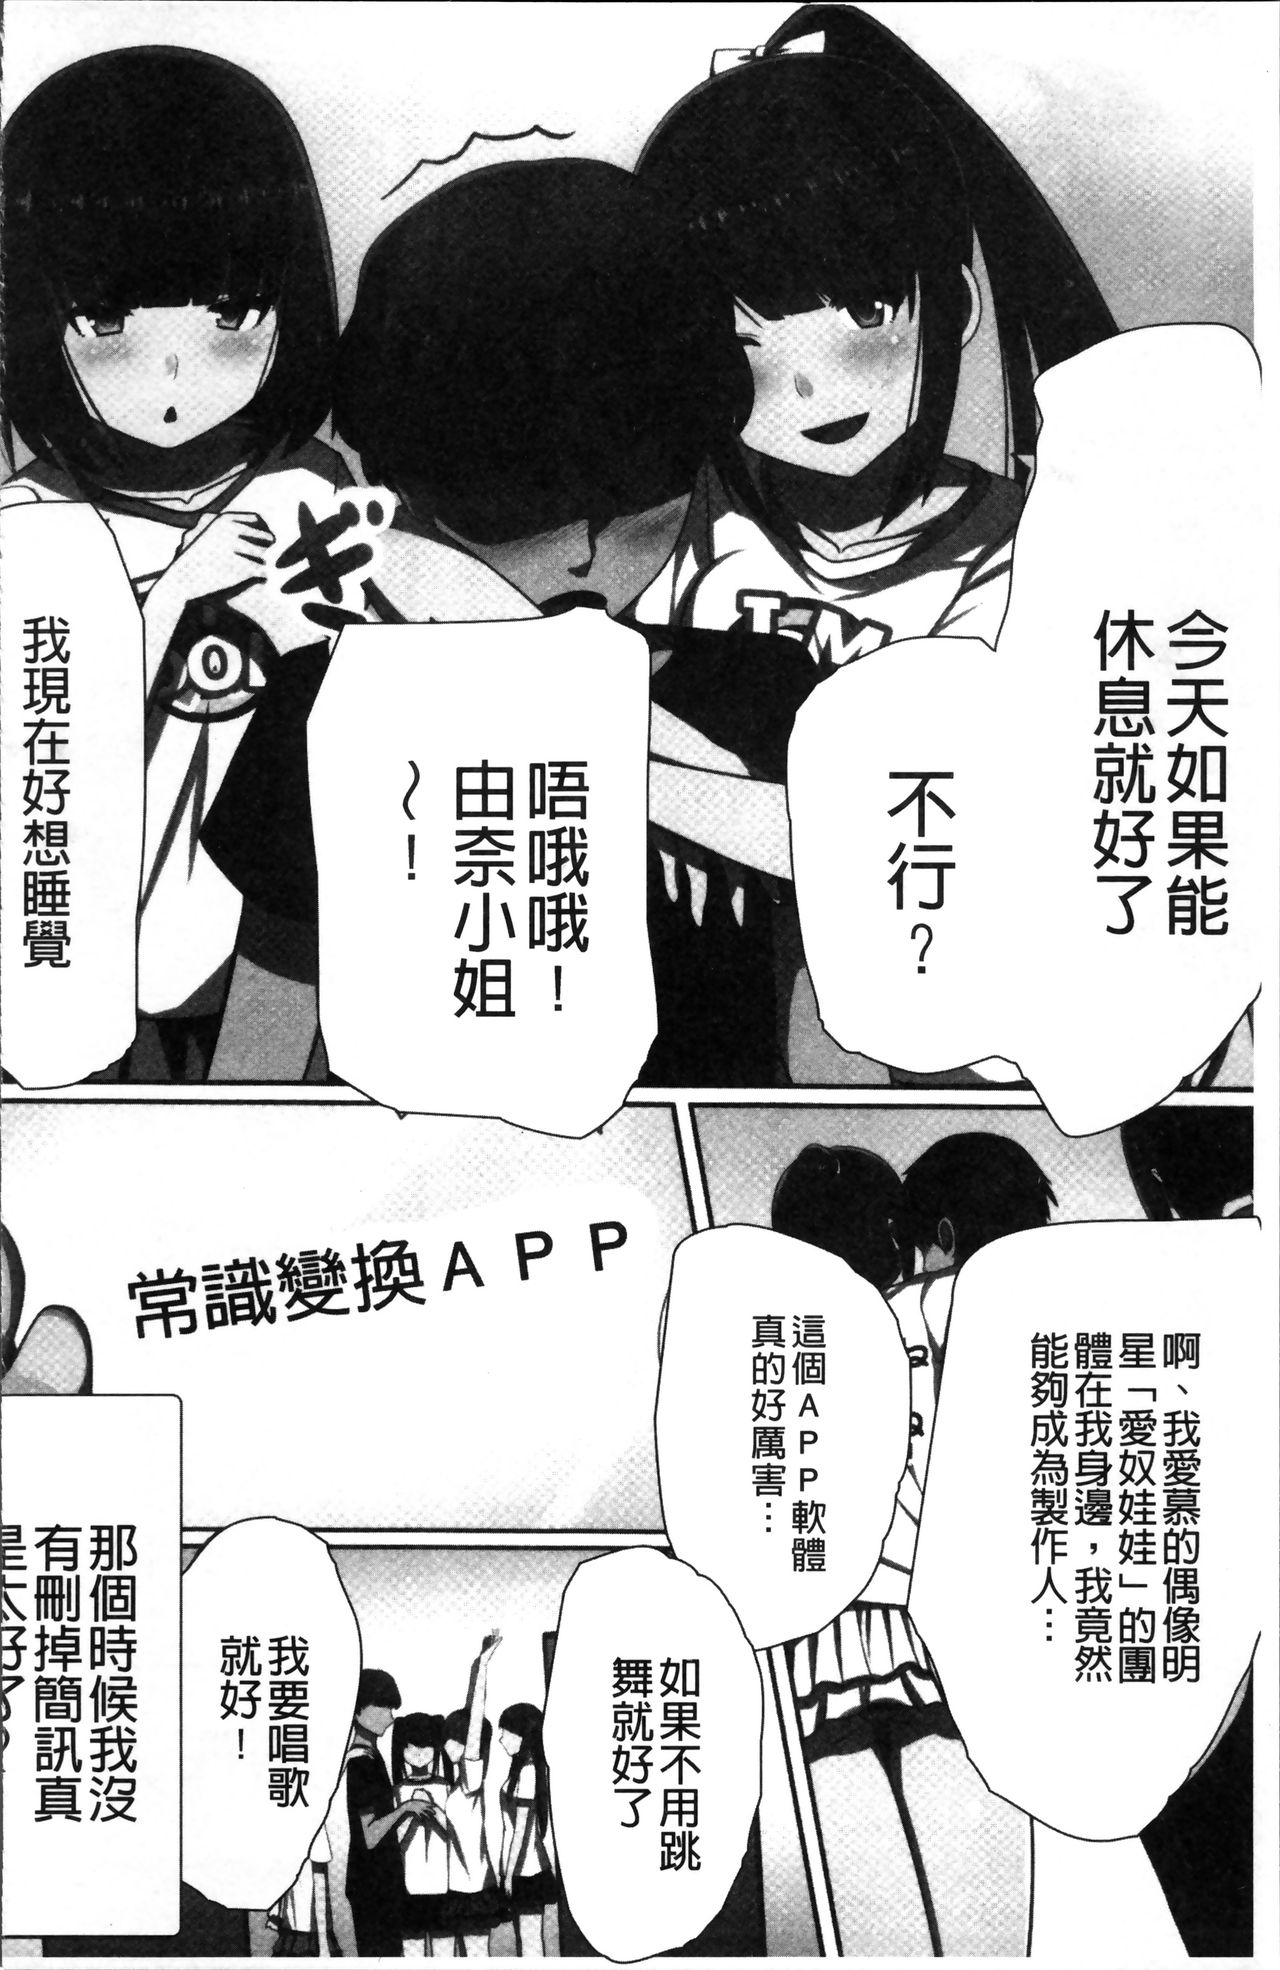 今天如果能
休息就好了
不行？
唔哦哦！
由奈小姐
～！
ぎ
我現在好想睡覺
啊、我愛慕的偶像明
星「愛奴娃娃」的團
體在我身邊，我竟然
能夠成為製作人…
這個APP軟體
真的好厲害…
常識變換APP
如果不用跳
舞就好了
我要唱歌
就好！
那個時候我沒
有刪掉簡訊真
是太好了